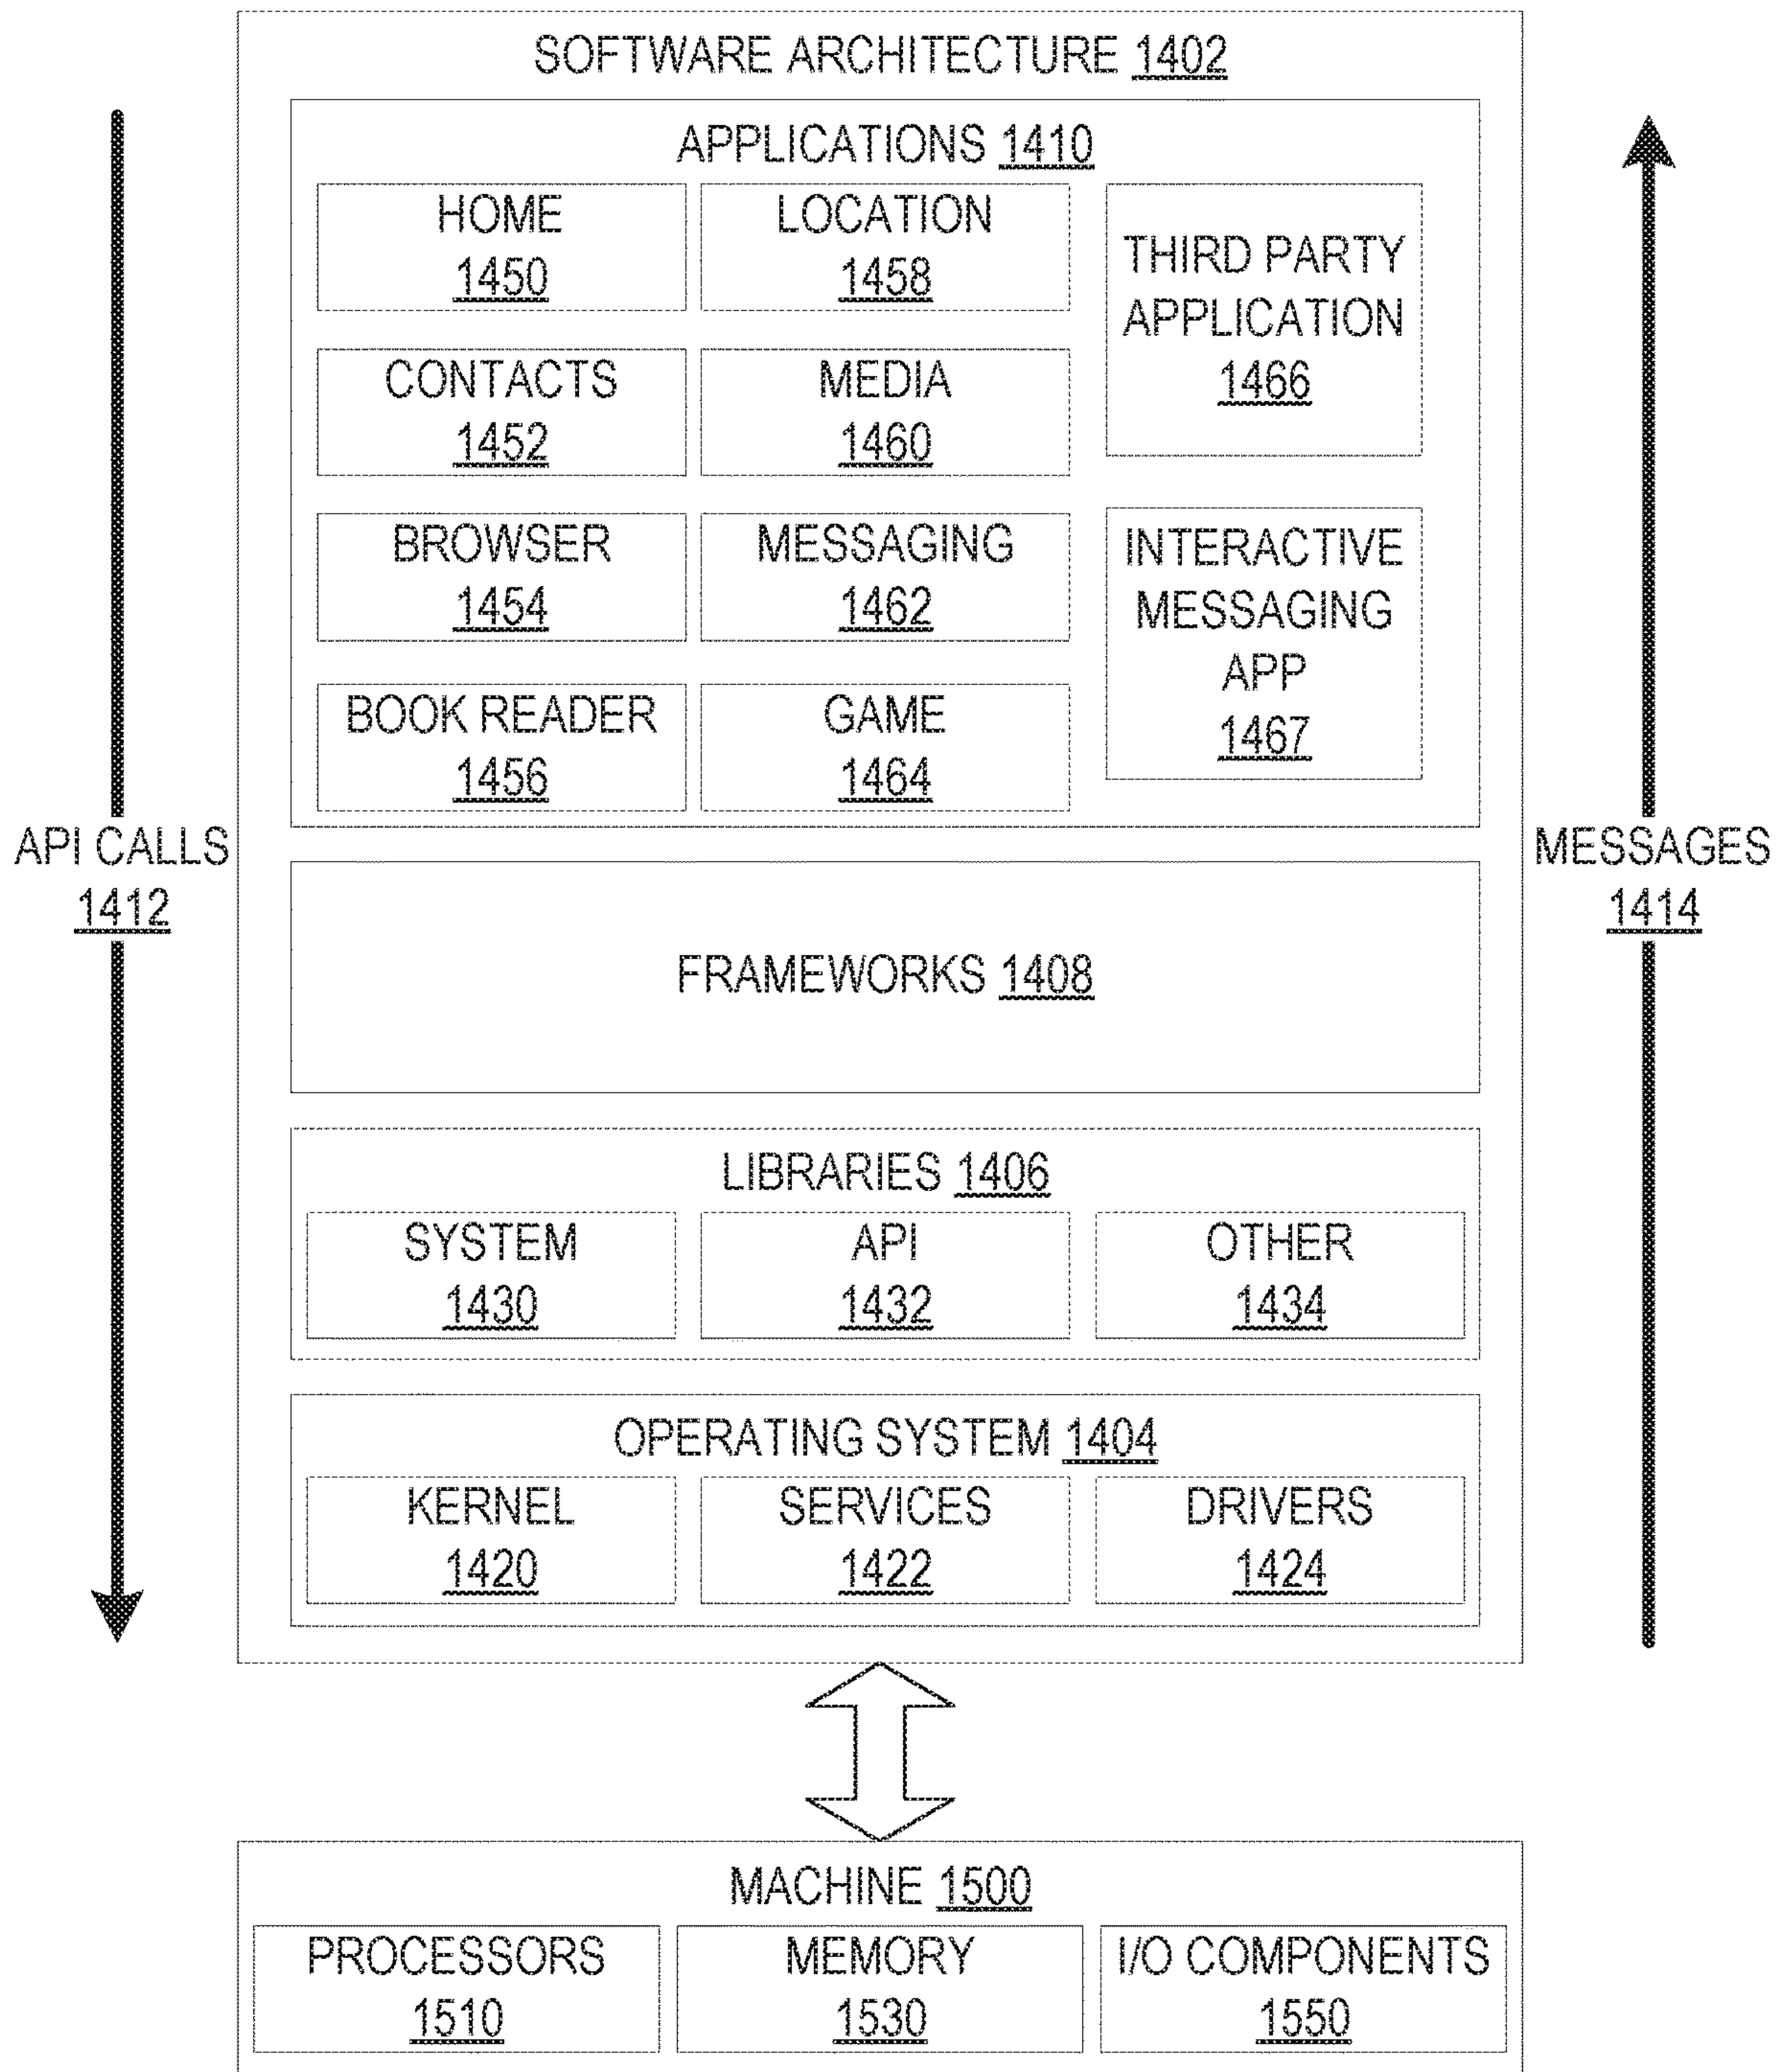 SOFTWARE ARCHITECTURE 1402
APPLICATIONS 1410
HOME
1450
LOCATION
1458
THIRD PARTY
APPLICATION
1466
CONTACTS
1452
MEDIA
1460
BROWSER
1454
MESSAGING
1462
INTERACTIVE
MESSAGING
APP
1467
BOOK READER
1456
GAME
1464
API CALLS
1412
MESSAGES
1414
FRAMEWORKS 1408
LIBRARIES 1406
SYSTEM
1430
API
1432
OTHER
1434
OPERATING SYSTEM 1404
KERNEL
1420
SERVICES
1422
DRIVERS
1424
MACHINE 1500
PROCESSORS
1510
MEMORY
1530
I/O COMPONENTS
1550